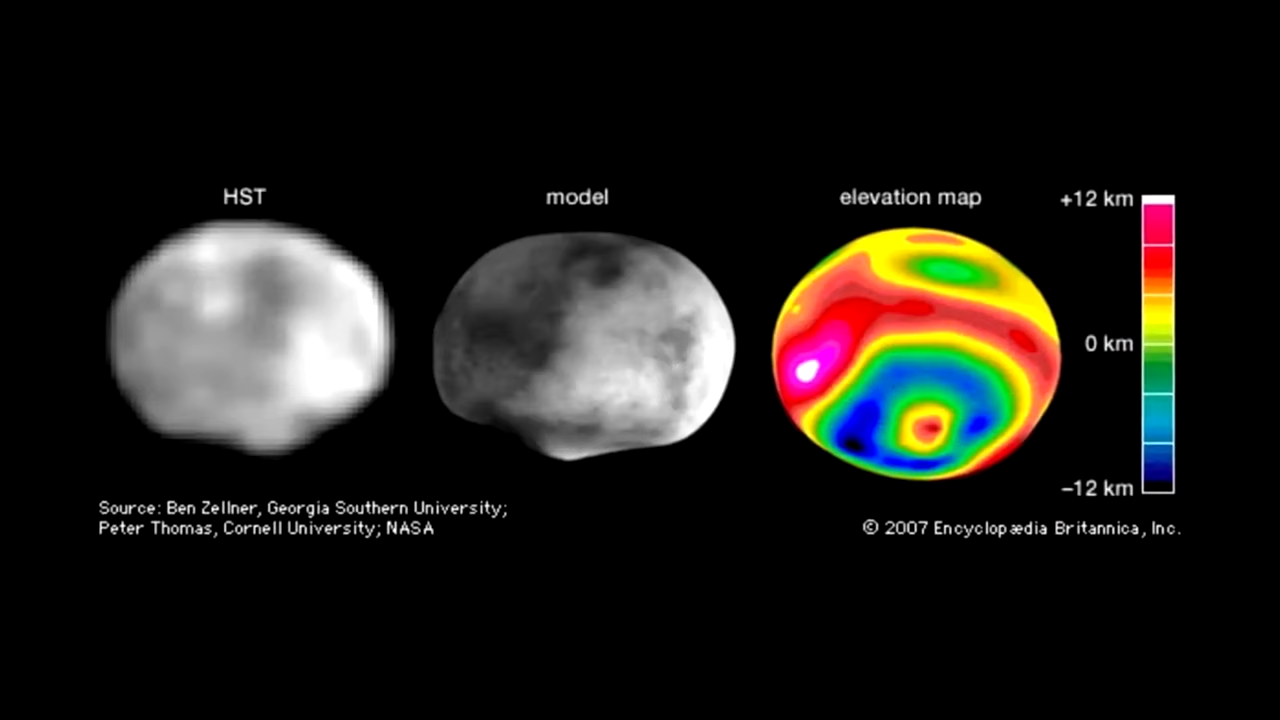 HST
model
elevation map
+12 km
0 km
−12 km
Source: Ben Zellner, Georgia Southern University;
Peter Thomas, Cornell University; NASA
© 2007 Encyclopædia Britannica, Inc.